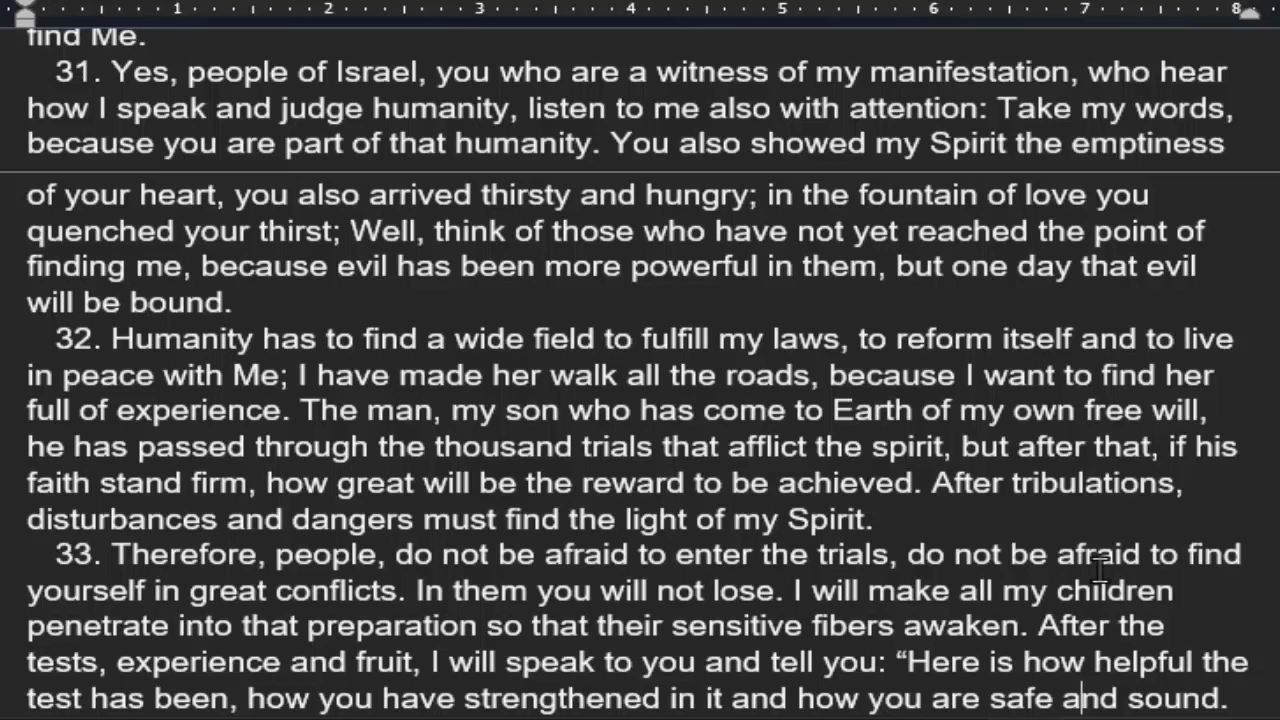 1 2 3 4 5 6 7 8
find Me.
31. Yes, people of Israel, you who are a witness of my manifestation, who hear
how I speak and judge humanity, listen to me also with attention: Take my words,
because you are part of that humanity. You also showed my Spirit the emptiness
of your heart, you also arrived thirsty and hungry; in the fountain of love you
quenched your thirst; Well, think of those who have not yet reached the point of
finding me, because evil has been more powerful in them, but one day that evil
will be bound.
32. Humanity has to find a wide field to fulfill my laws, to reform itself and to live
in peace with Me; I have made her walk all the roads, because I want to find her
full of experience. The man, my son who has come to Earth of my own free will,
he has passed through the thousand trials that afflict the spirit, but after that, if his
faith stand firm, how great will be the reward to be achieved. After tribulations,
disturbances and dangers must find the light of my Spirit.
33. Therefore, people, do not be afraid to enter the trials, do not be afraid to find
yourself in great conflicts. In them you will not lose. I will make all my children
penetrate into that preparation so that their sensitive fibers awaken. After the
tests, experience and fruit, I will speak to you and tell you: “Here is how helpful the
test has been, how you have strengthened in it and how you are safe and sound.